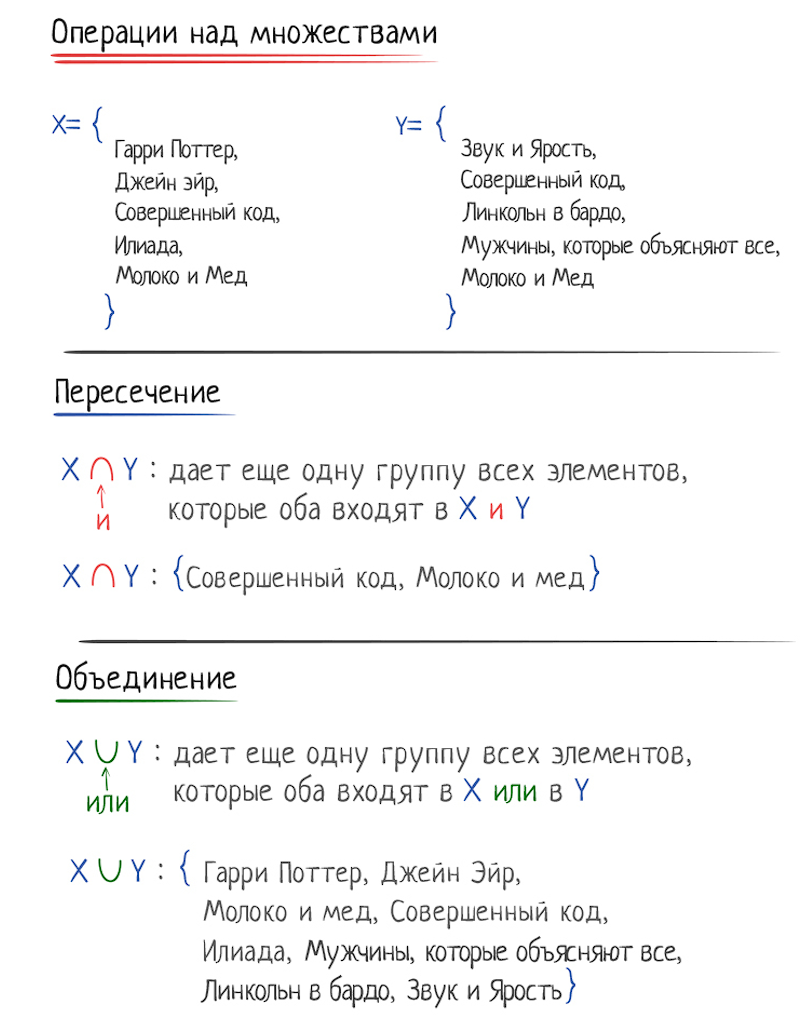 Операции над множествами
X= {
Гарри Поттер,
Джейн эйр,
Совершенный код,
Илиада,
Молоко и Мед
}
Y= {
Звук и Ярость,
Совершенный код,
Линкольн в бардо,
Мужчины, которые объясняют все,
Молоко и Мед
}
Пересечение
X ∩ Y : дает еще одну группу всех элементов,
которые оба входят в X и Y
и
X ∩ Y : {Совершенный код, Молоко и мед}
Объединение
X ∪ Y : дает еще одну группу всех элементов,
которые оба входят в X или в Y
или
X ∪ Y : { Гарри Поттер, Джейн Эйр,
Молоко и мед, Совершенный код,
Илиада, Мужчины, которые объясняют все,
Линкольн в бардо, Звук и Ярость}